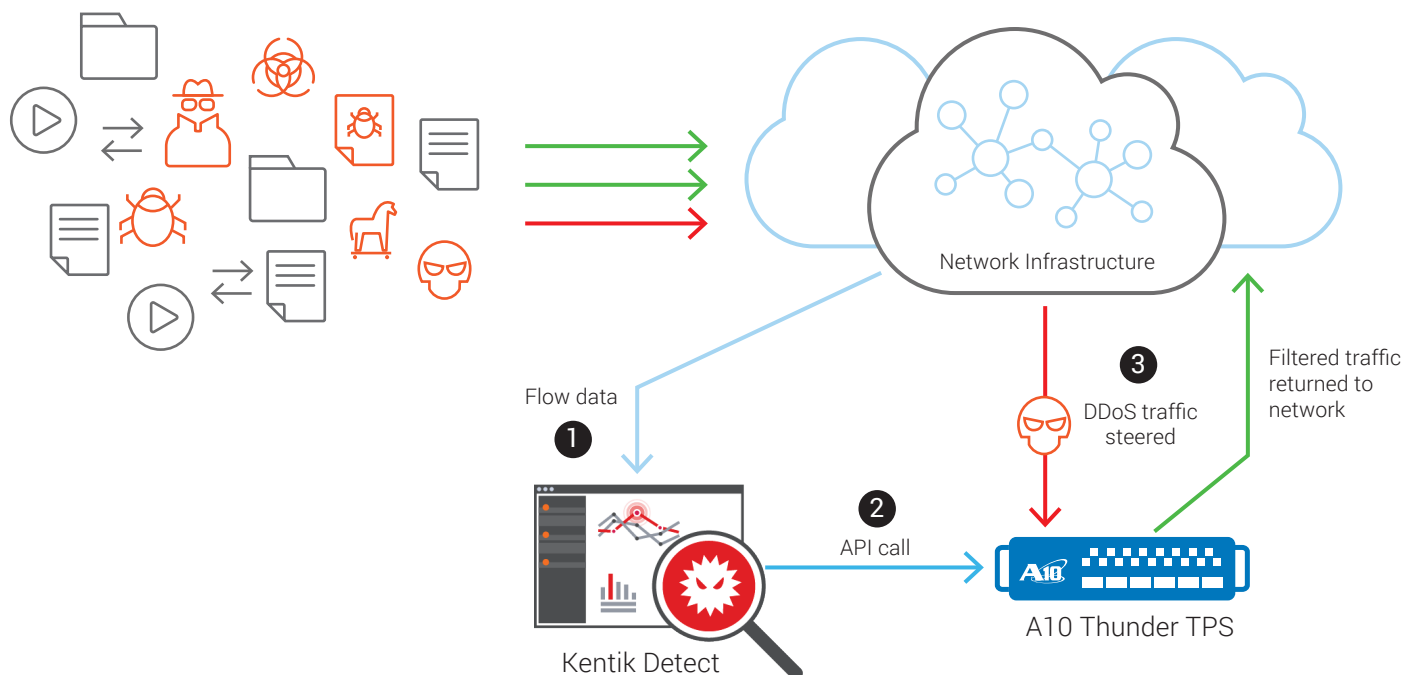 Network Infrastructure
Flow data
1
3
DDoS traffic
steered
Filtered traffic
returned to
network
2
API call
A10
A10 Thunder TPS
Kentik Detect